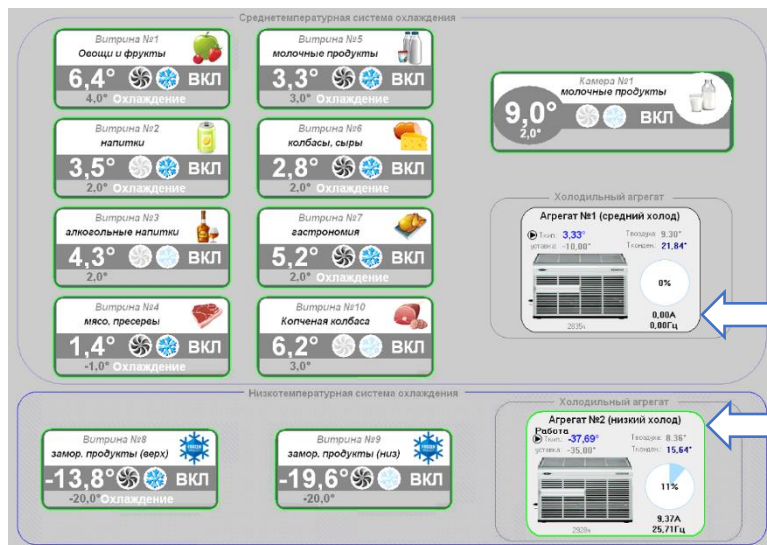 Среднетемпературная система охлаждения
Витрина №1
Овощи и фрукты
6,4° ВКЛ
4,0° Охлаждение
Витрина №5
молочные продукты
3,3° ВКЛ
3,0° Охлаждение
Камера №1
молочные продукты
9,0° ВКЛ
2,0°
Витрина №2
напитки
3,5° ВКЛ
2,0° Охлаждение
Витрина №6
колбасы, сыры
2,8° ВКЛ
2,0° Охлаждение
Витрина №3
алкогольные напитки
4,3° ВКЛ
2,0°
Витрина №7
гастрономия
5,2° ВКЛ
2,0° Охлаждение
Холодильный агрегат
Агрегат №1 (средний холод)
Ткип.: 3,33° Твоздуха: 9.30°
уставка: -10,00° Тконден.: 21,84°
0%
0,00А
0,00Гц
2835ч
Витрина №4
мясо, пресервы
1,4° ВКЛ
-1,0° Охлаждение
Витрина №10
Копченая колбаса
6,2° ВКЛ
3,0°
Низкотемпературная система охлаждения
Витрина №8
замор. продукты (верх)
-13,8° ВКЛ
-20,0° Охлаждение
Витрина №9
замор. продукты (низ)
-19,6° ВКЛ
-20,0°
Холодильный агрегат
Агрегат №2 (низкий холод)
Работа
Ткип.: -37,69° Твоздуха: 8.36°
уставка: -35,00° Тконден.: 15,64°
11%
9,37А
25,71Гц
2928ч